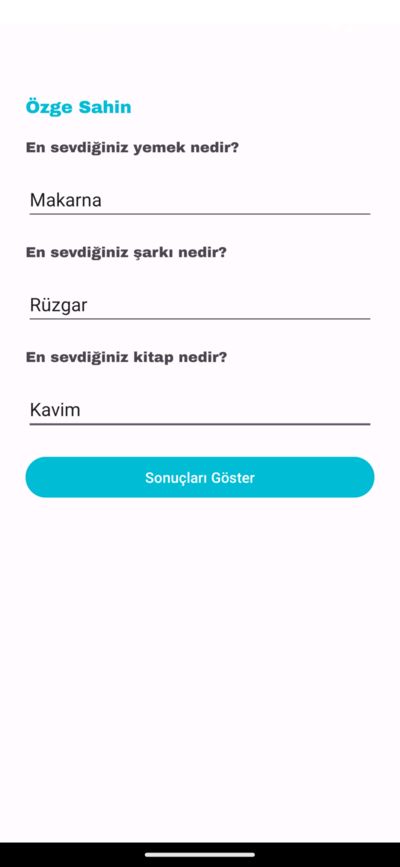 Özge Sahin
En sevdiğiniz yemek nedir?
Makarna
En sevdiğiniz şarkı nedir?
Rüzgar
En sevdiğiniz kitap nedir?
Kavim
Sonuçları Göster